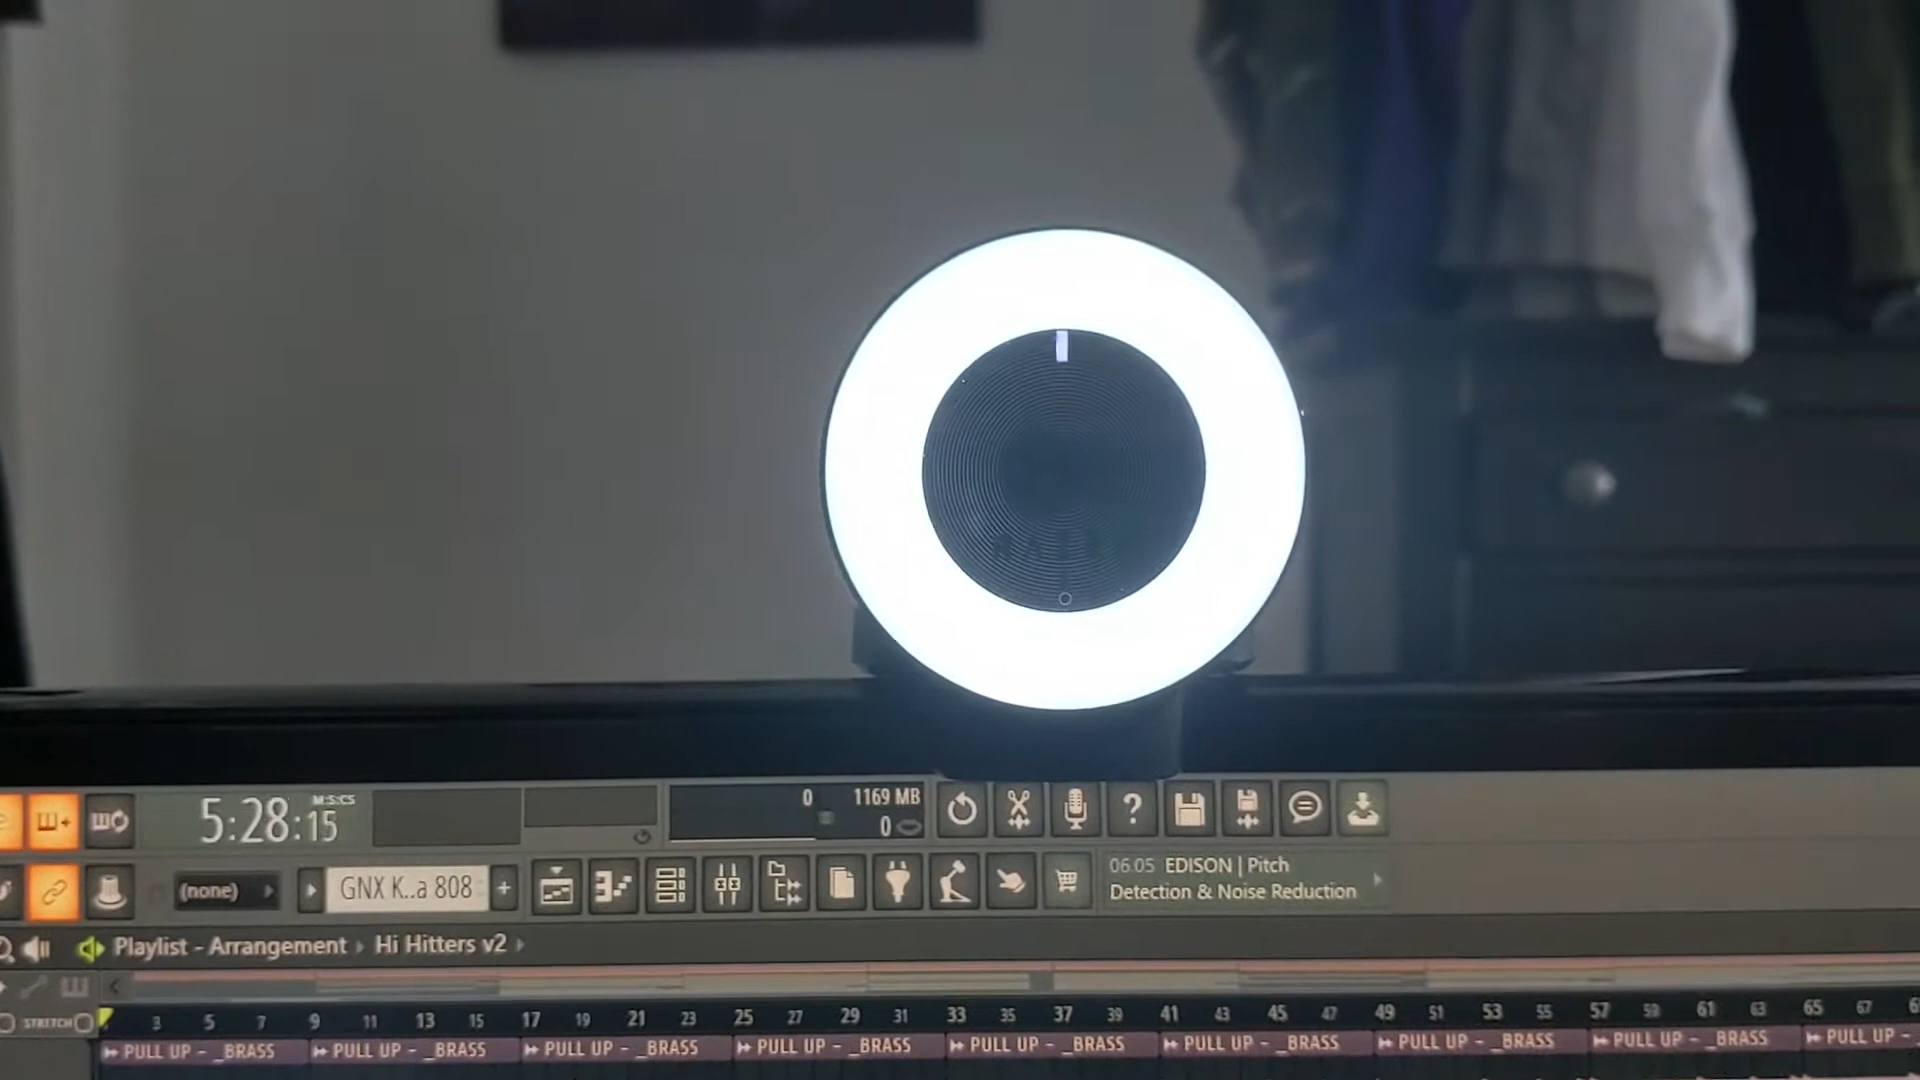 M:S:CS
5:28:15
0
1169 MB
0
(none)
GNX K..a 808
06.05 EDISON | Pitch
Detection & Noise Reduction
Playlist - Arrangement
Hi Hitters v2
STRETCH
3 5 7 9 11 13 15 17 19 21 23 25 27 29 31 33 35 37 39 41 43 45 47 49 51 53 55 57 59 61 63 65 67
PULL UP - _BRASS PULL UP - _BRASS PULL UP - _BRASS PULL UP - _BRASS PULL UP - _BRASS PULL UP - _BRASS PULL UP - _BRASS PULL UP - _BRASS PULL UP - _